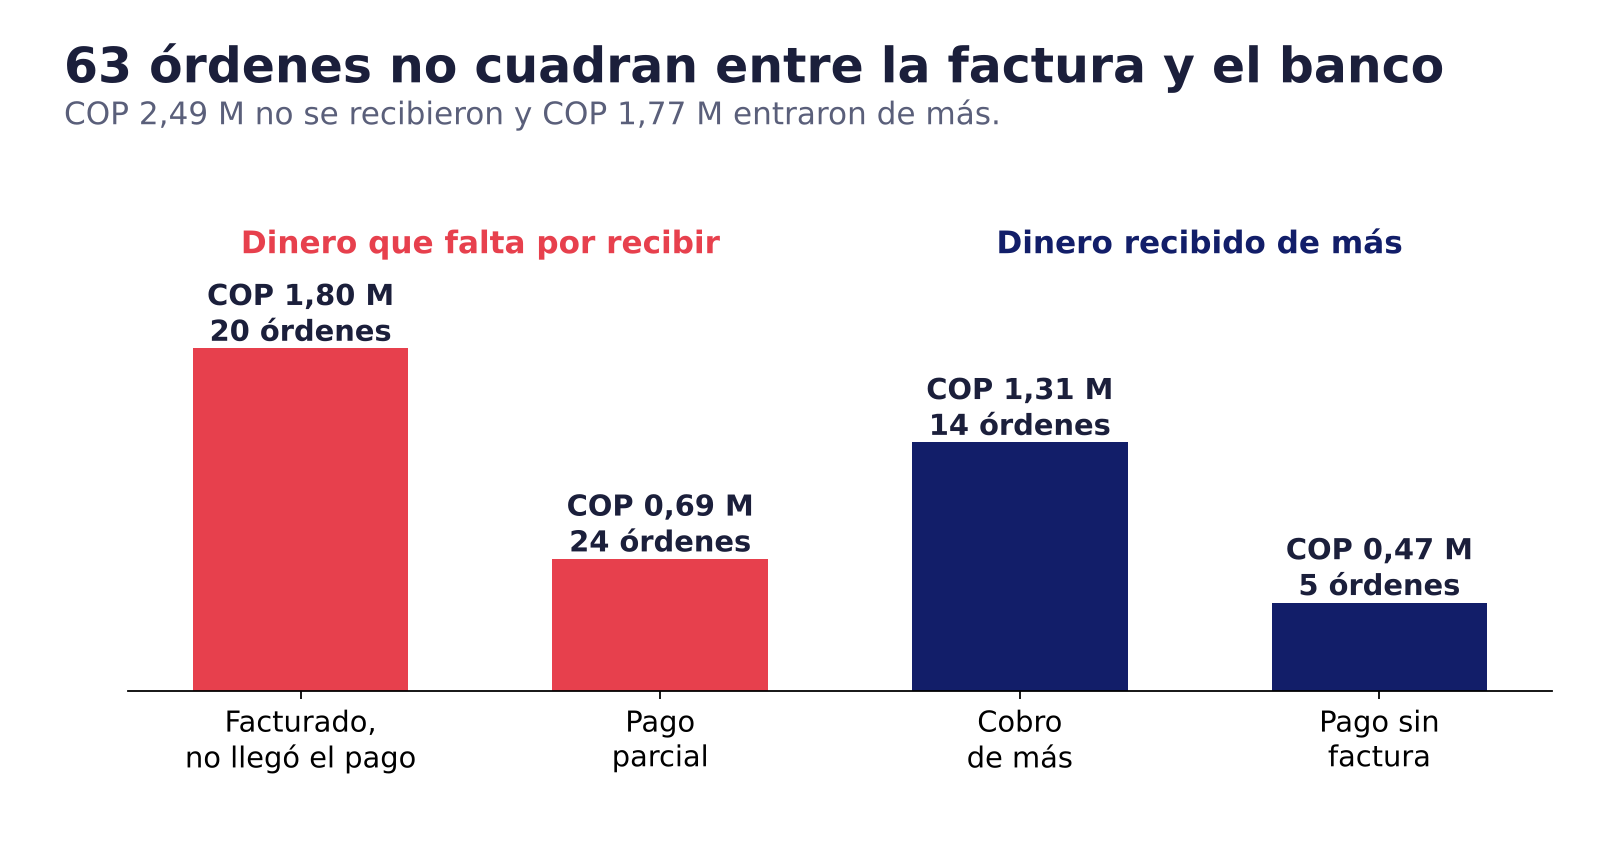 63 órdenes no cuadran entre la factura y el banco
COP 2,49 M no se recibieron y COP 1,77 M entraron de más.
Dinero que falta por recibir
Dinero recibido de más
COP 1,80 M
20 órdenes
COP 0,69 M
24 órdenes
COP 1,31 M
14 órdenes
COP 0,47 M
5 órdenes
Facturado,
no llegó el pago
Pago
parcial
Cobro
de más
Pago sin
factura